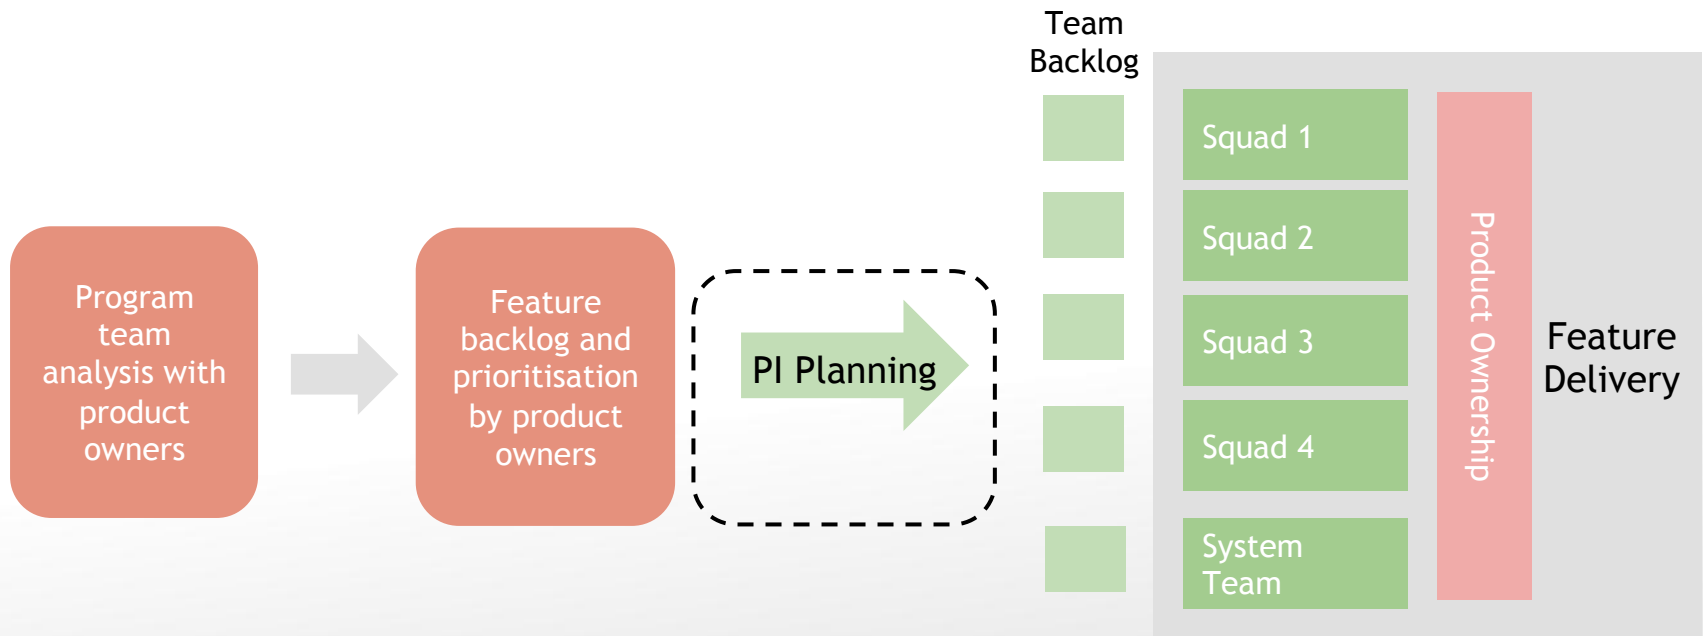 Program
team
analysis with
product
owners
Feature
backlog and
prioritisation
by product
owners
PI Planning
Team
Backlog
Squad 1
Squad 2
Squad 3
Squad 4
System
Team
Product Ownership
Feature
Delivery